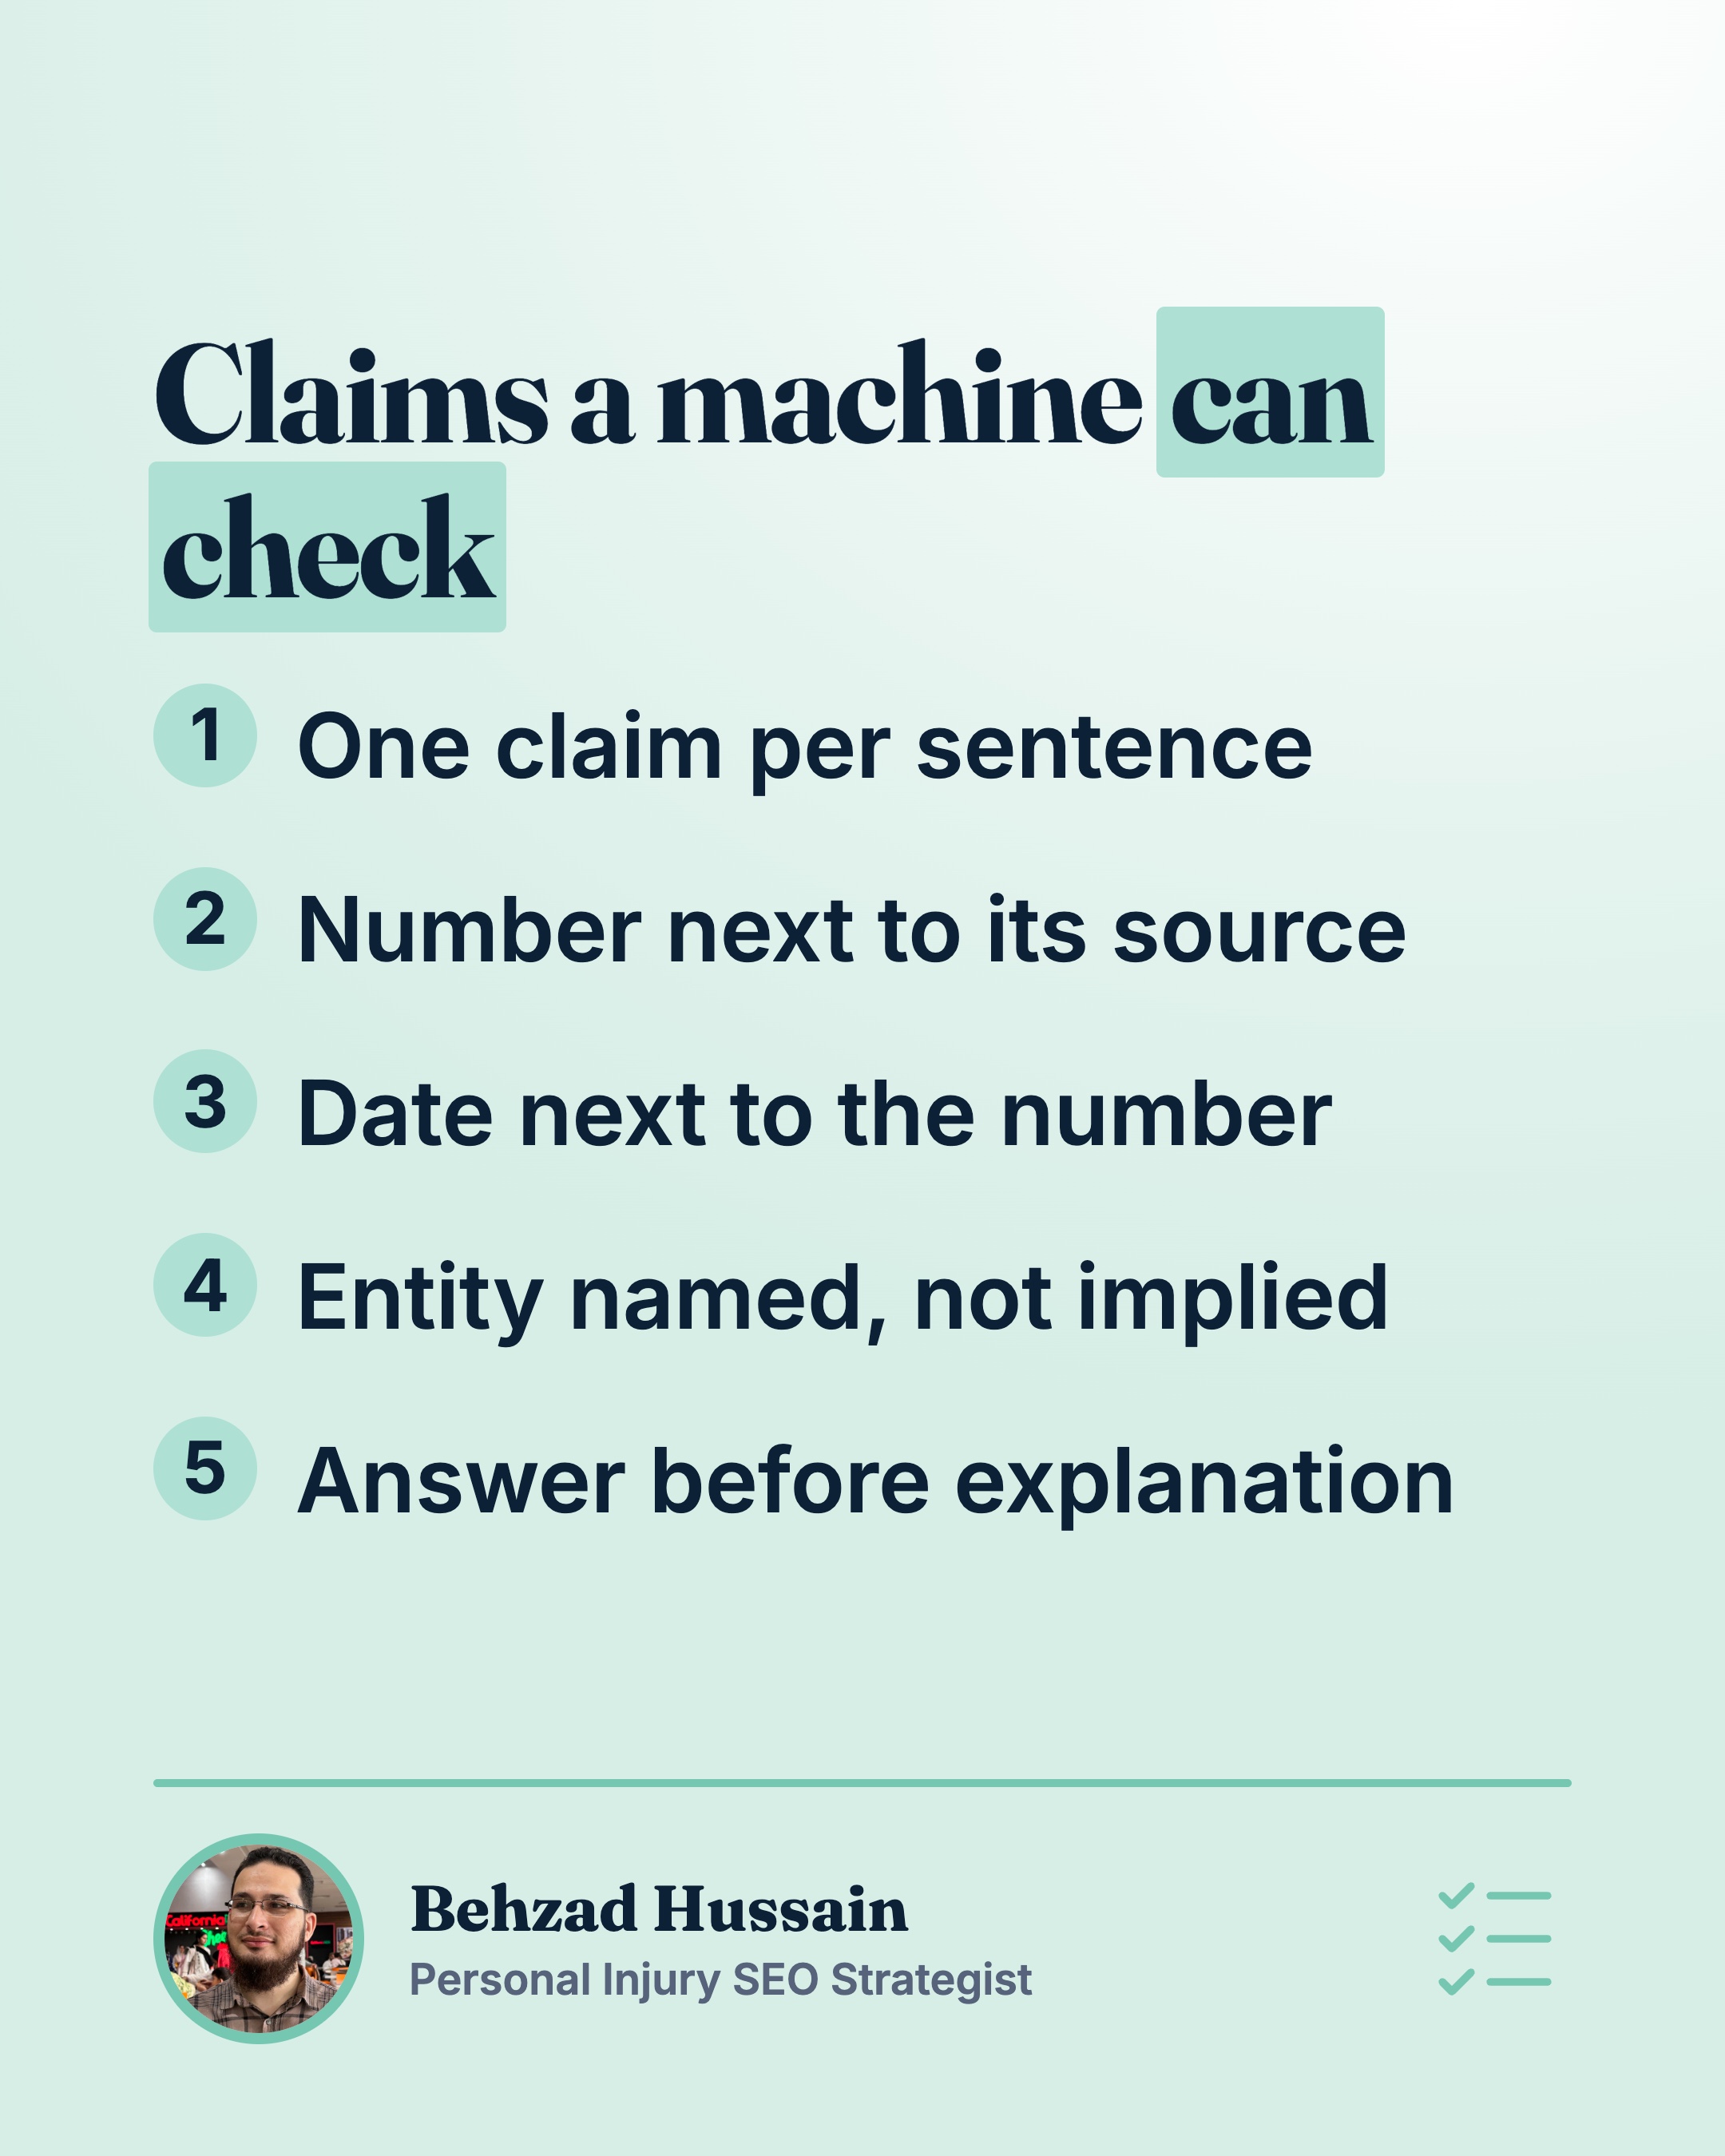 Claims a machine can
check
1 One claim per sentence
2 Number next to its source
3 Date next to the number
4 Entity named, not implied
5 Answer before explanation
California
Behzad Hussain
Personal Injury SEO Strategist